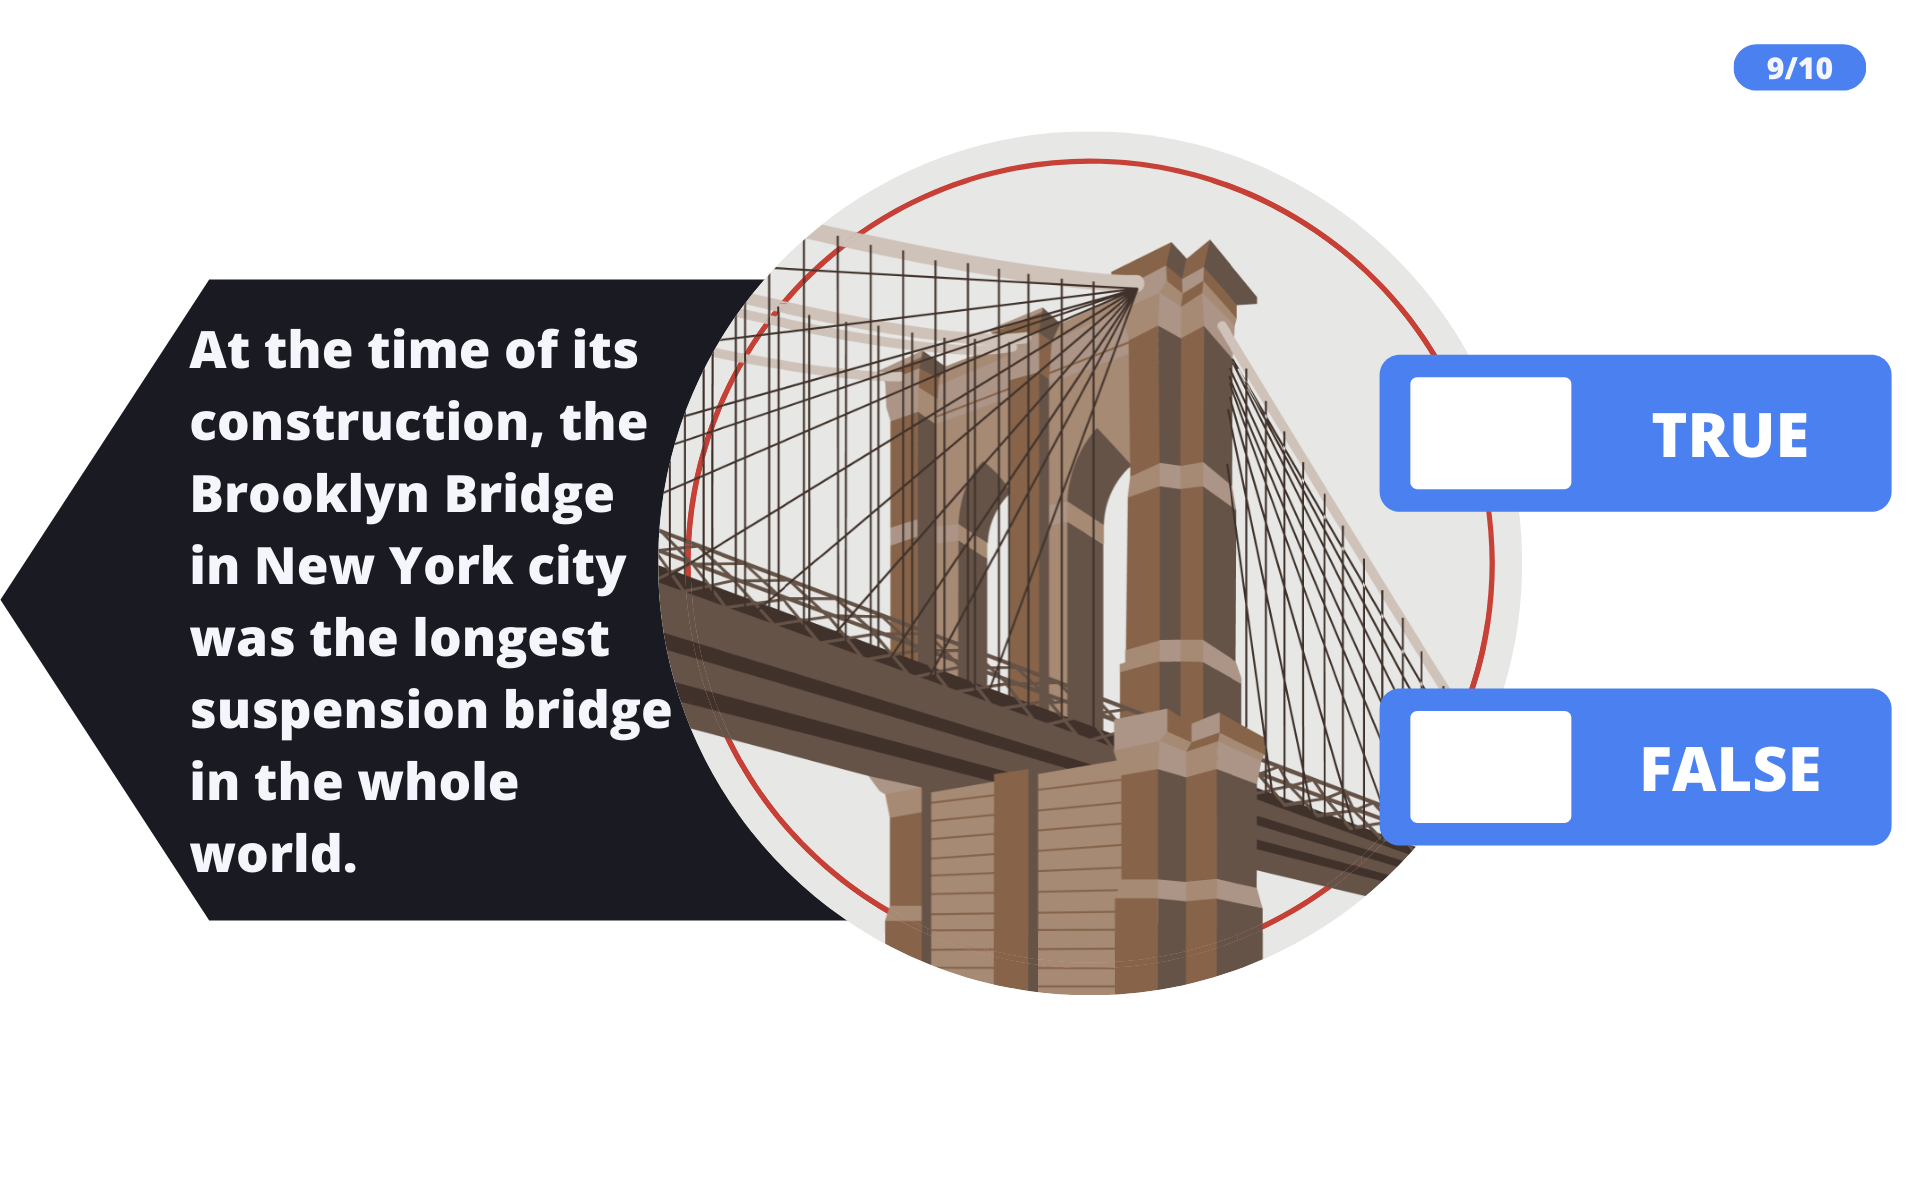 9/10
At the time of its
construction, the
Brooklyn Bridge
in New York city
was the longest
suspension bridge
in the whole
world.
TRUE
FALSE